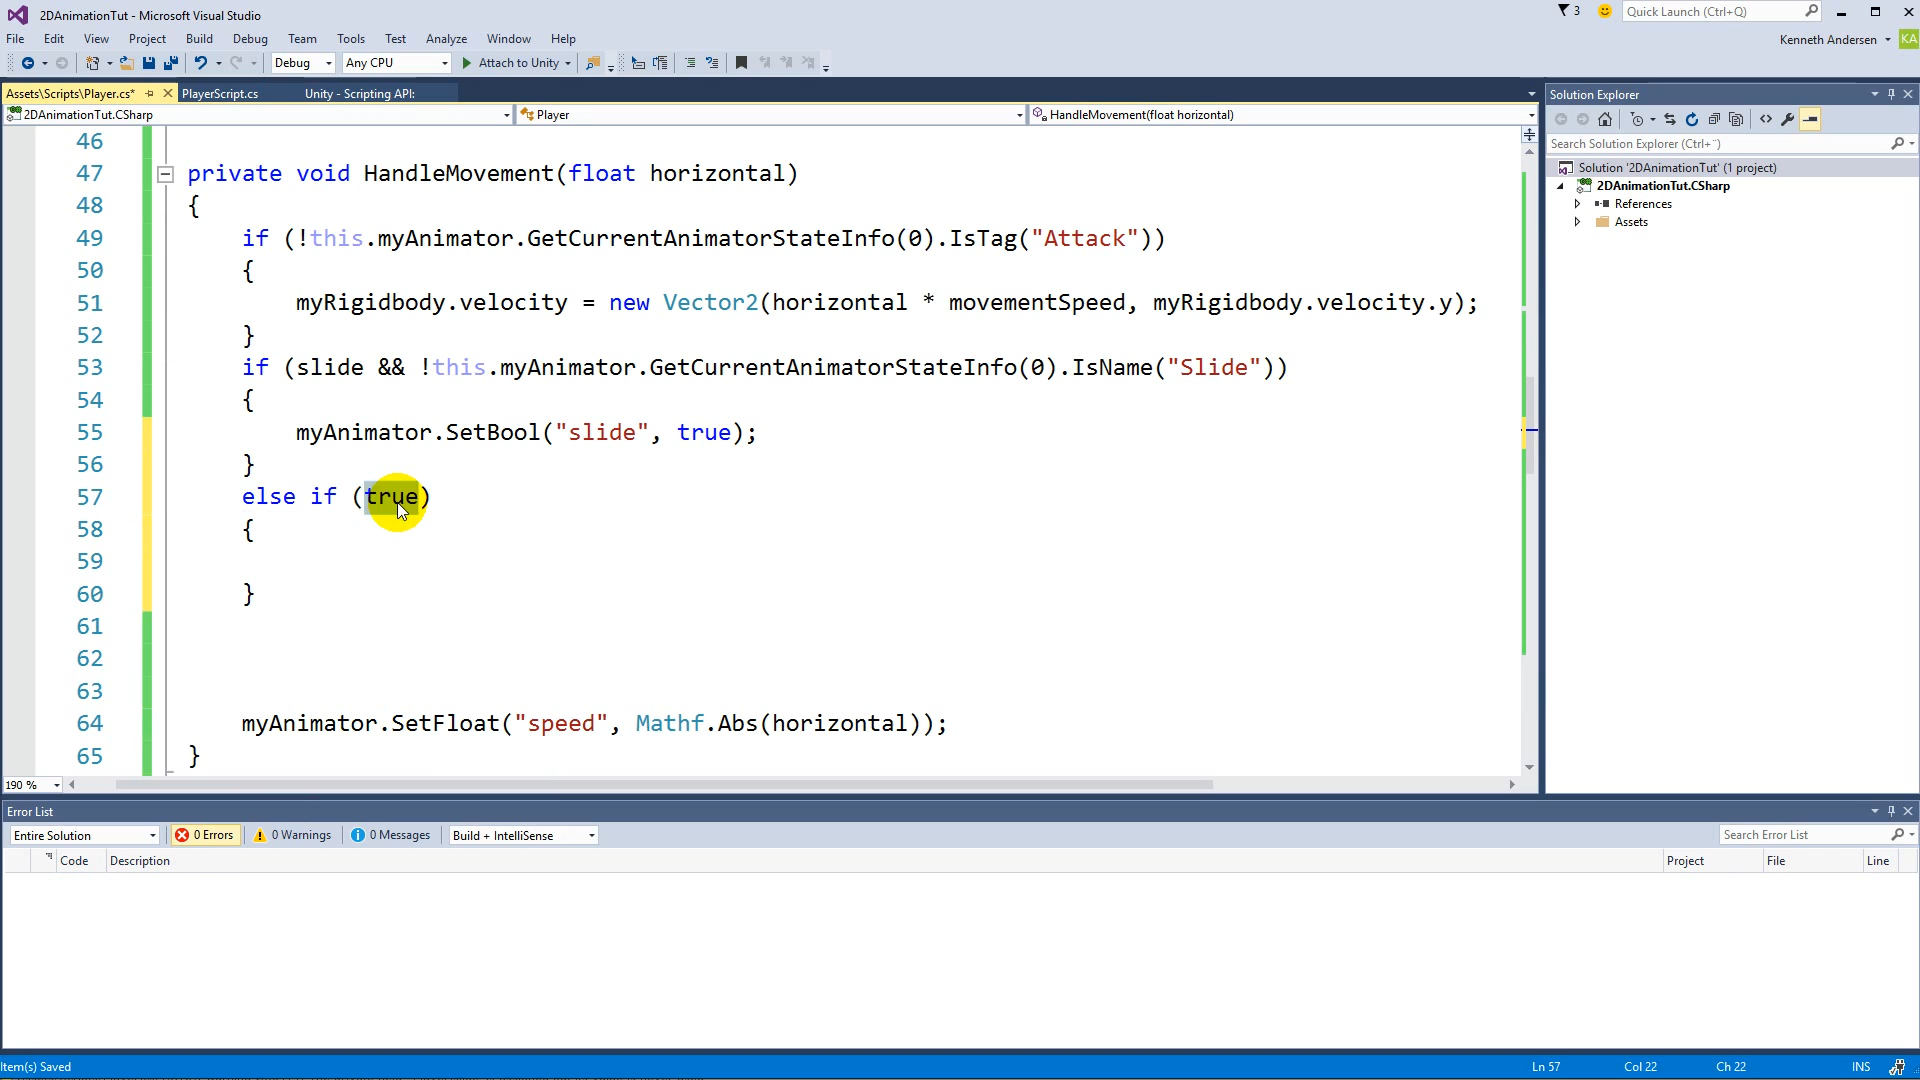 2DAnimationTut - Microsoft Visual Studio
3
Quick Launch (Ctrl+Q)
File Edit View Project Build Debug Team Tools Test Analyze Window Help
Kenneth Andersen KA
Debug Any CPU Attach to Unity
Assets\Scripts\Player.cs* PlayerScript.cs Unity - Scripting API:
2DAnimationTut.CSharp Player HandleMovement(float horizontal)
46
47 private void HandleMovement(float horizontal)
48 {
49 if (!this.myAnimator.GetCurrentAnimatorStateInfo(0).IsTag("Attack"))
50 {
51 myRigidbody.velocity = new Vector2(horizontal * movementSpeed, myRigidbody.velocity.y);
52 }
53 if (slide && !this.myAnimator.GetCurrentAnimatorStateInfo(0).IsName("Slide"))
54 {
55 myAnimator.SetBool("slide", true);
56 }
57 else if (true)
58 {
59
60 }
61
62
63
64 myAnimator.SetFloat("speed", Mathf.Abs(horizontal));
65 }
190 %
Solution Explorer
Search Solution Explorer (Ctrl+¨)
Solution '2DAnimationTut' (1 project)
2DAnimationTut.CSharp
References
Assets
Error List
Entire Solution 0 Errors 0 Warnings 0 Messages Build + IntelliSense
Search Error List
Code Description Project File Line
Item(s) Saved
Ln 57 Col 22 Ch 22 INS